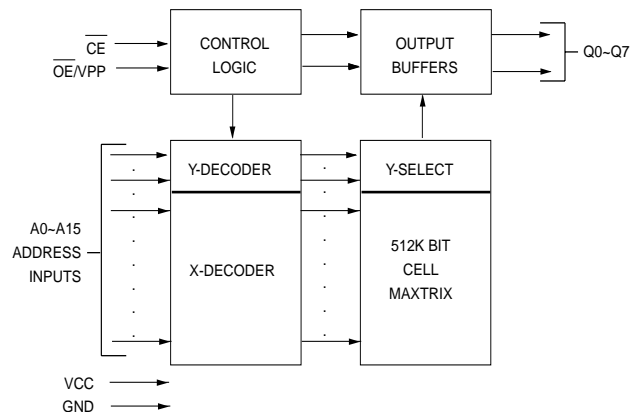 CE
OE/VPP
CONTROL
LOGIC
OUTPUT
BUFFERS
Q0~Q7
A0~A15
ADDRESS
INPUTS
Y-DECODER
X-DECODER
Y-SELECT
512K BIT
CELL
MAXTRIX
VCC
GND